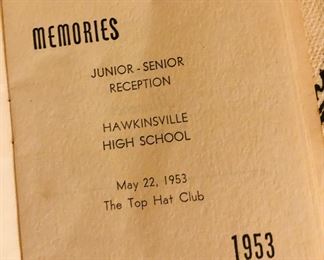 MEMORIES
JUNIOR - SENIOR
RECEPTION
HAWKINSVILLE
HIGH SCHOOL
May 22, 1953
The Top Hat Club
1953